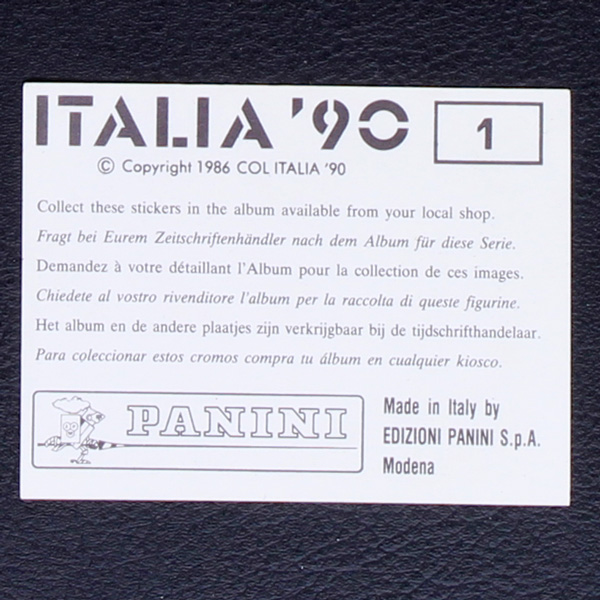 ITALIA '90
1
© Copyright 1986 COL ITALIA '90
Collect these stickers in the album available from your local shop.
Fragt bei Eurem Zeitschriftenhändler nach dem Album für diese Serie.
Demandez à votre détaillant l'Album pour la collection de ces images.
Chiedete al vostro rivenditore l'album per la raccolta di queste figurine.
Het album en de andere plaatjes zijn verkrijgbaar bij de tijdschrifthandelaar.
Para coleccionar estos cromos compra tu álbum en cualquier kiosco.
PANINI
Made in Italy by
EDIZIONI PANINI S.p.A.
Modena